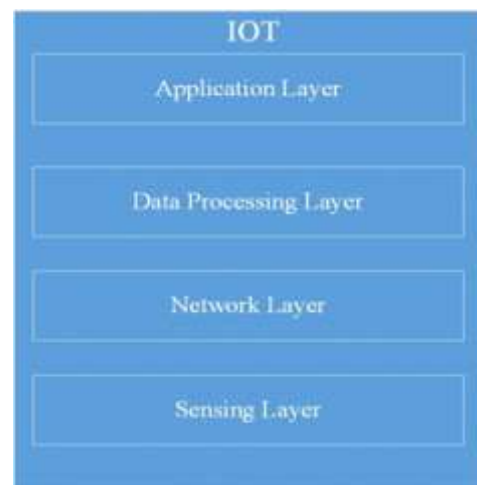 IOT
Application Layer
Data Processing Layer
Network Layer
Sensing Layer